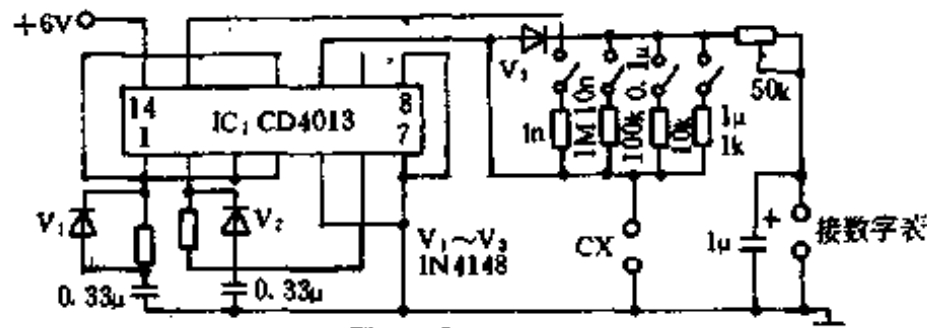 +6V
14
1
IC₁ CD4013
8
7
V₃
1n
1M
10n
100k
0.1μ
10k
1μ
1k
50k
V₁
V₂
0.33μ
0.33μ
V₁~V₃
1N4148
CX
1μ
+
接数字表